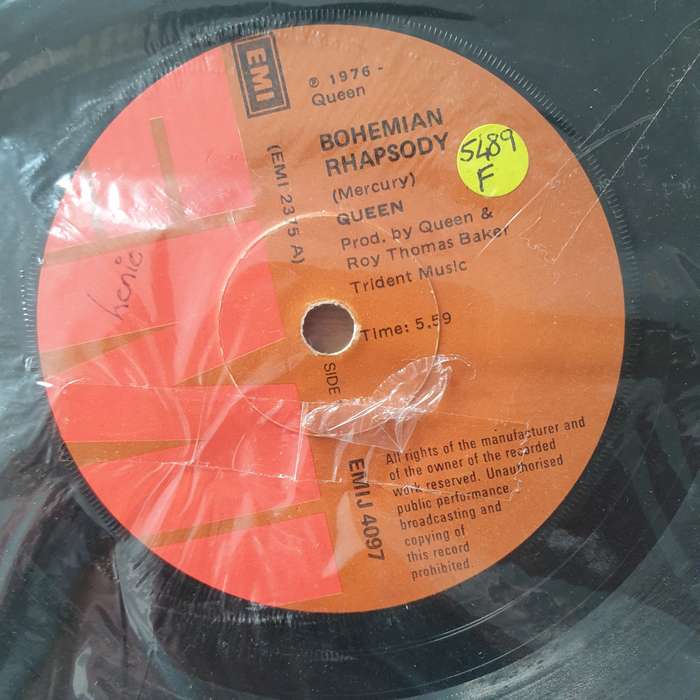 EMI
℗ 1976 -
Queen
BOHEMIAN
RHAPSODY
(Mercury)
QUEEN
Prod. by Queen &
Roy Thomas Baker
Trident Music
Time: 5.59
(EMI 2375 A)
5489
F
SIDE
EMIJ 4097
All rights of the manufacturer and
of the owner of the recorded
work reserved. Unauthorised
public performance
broadcasting and
copying of
this record
prohibited.